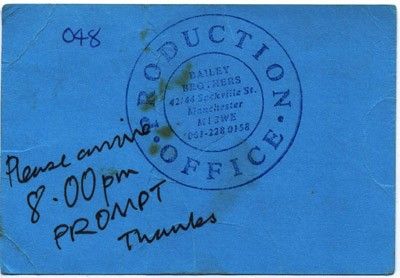 048
PRODUCTION
BAILEY
BROTHERS
42/44 Sackville St.
Manchester
M1 3WE
061-228 0158
OFFICE
Please arrive
8.00pm
PROMPT
Thanks